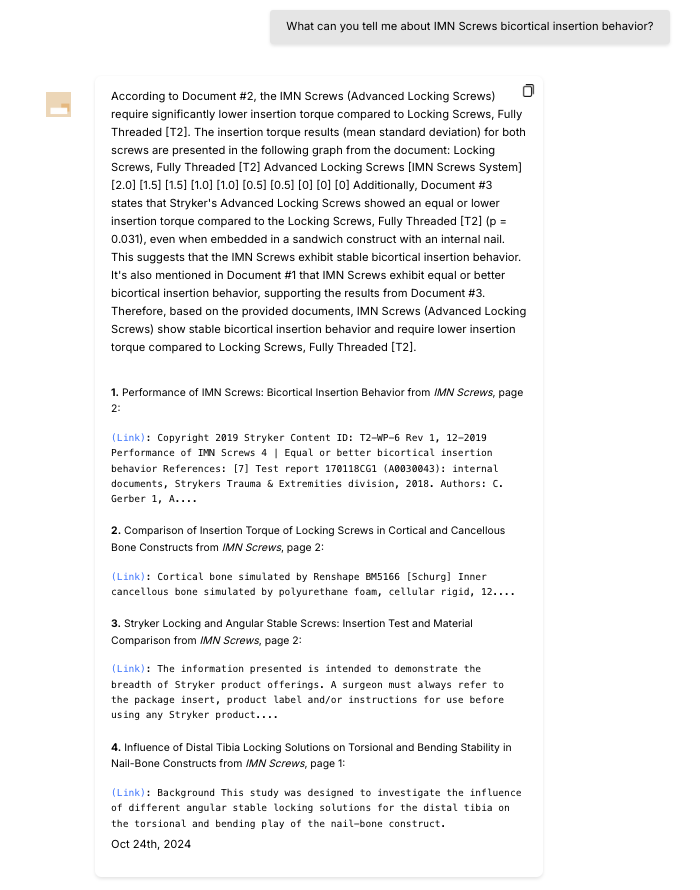 What can you tell me about IMN Screws bicortical insertion behavior?
According to Document #2, the IMN Screws (Advanced Locking Screws)
require significantly lower insertion torque compared to Locking Screws, Fully
Threaded [T2]. The insertion torque results (mean standard deviation) for both
screws are presented in the following graph from the document: Locking
Screws, Fully Threaded [T2] Advanced Locking Screws [IMN Screws System]
[2.0] [1.5] [1.5] [1.0] [1.0] [0.5] [0.5] [0] [0] [0] Additionally, Document #3
states that Stryker's Advanced Locking Screws showed an equal or lower
insertion torque compared to the Locking Screws, Fully Threaded [T2] (p =
0.031), even when embedded in a sandwich construct with an internal nail.
This suggests that the IMN Screws exhibit stable bicortical insertion behavior.
It's also mentioned in Document #1 that IMN Screws exhibit equal or better
bicortical insertion behavior, supporting the results from Document #3.
Therefore, based on the provided documents, IMN Screws (Advanced Locking
Screws) show stable bicortical insertion behavior and require lower insertion
torque compared to Locking Screws, Fully Threaded [T2].
1. Performance of IMN Screws: Bicortical Insertion Behavior from IMN Screws, page
2:
(Link): Copyright 2019 Stryker Content ID: T2-WP-6 Rev 1, 12-2019
Performance of IMN Screws 4 | Equal or better bicortical insertion
behavior References: [7] Test report 170118CG1 (A0030043): internal
documents, Strykers Trauma & Extremities division, 2018. Authors: C.
Gerber 1, A....
2. Comparison of Insertion Torque of Locking Screws in Cortical and Cancellous
Bone Constructs from IMN Screws, page 2:
(Link): Cortical bone simulated by Renshape BM5166 [Schurg] Inner
cancellous bone simulated by polyurethane foam, cellular rigid, 12....
3. Stryker Locking and Angular Stable Screws: Insertion Test and Material
Comparison from IMN Screws, page 2:
(Link): The information presented is intended to demonstrate the
breadth of Stryker product offerings. A surgeon must always refer to
the package insert, product label and/or instructions for use before
using any Stryker product....
4. Influence of Distal Tibia Locking Solutions on Torsional and Bending Stability in
Nail-Bone Constructs from IMN Screws, page 1:
(Link): Background This study was designed to investigate the influence
of different angular stable locking solutions for the distal tibia on
the torsional and bending play of the nail-bone construct.
Oct 24th, 2024